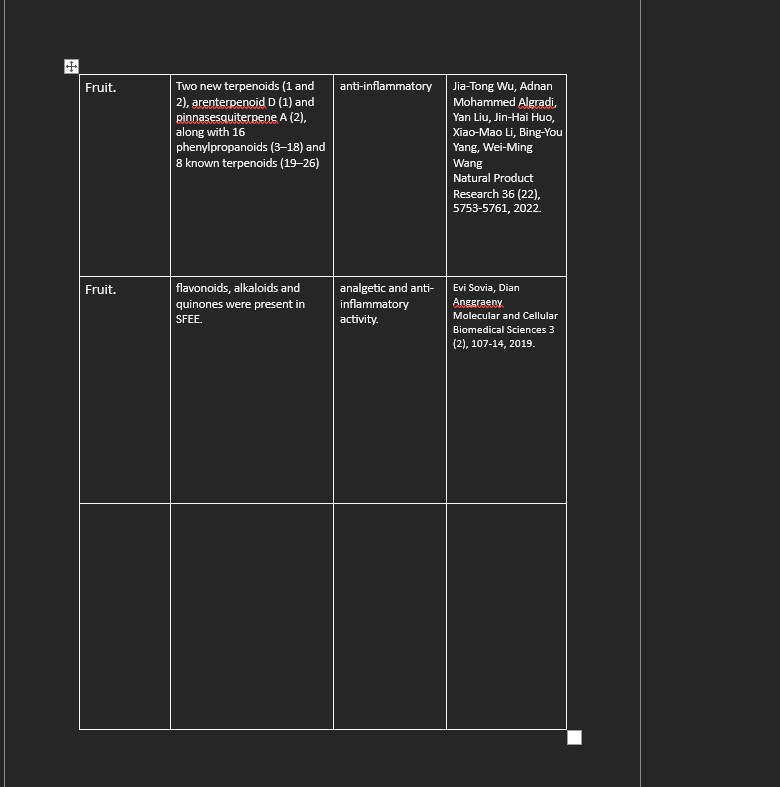 Fruit.
Two new terpenoids (1 and
2), arenterpenoid D (1) and
pinnasesquiterpene A (2),
along with 16
phenylpropanoids (3–18) and
8 known terpenoids (19–26)
anti-inflammatory
Jia-Tong Wu, Adnan
Mohammed Algradi,
Yan Liu, Jin-Hai Huo,
Xiao-Mao Li, Bing-You
Yang, Wei-Ming
Wang
Natural Product
Research 36 (22),
5753-5761, 2022.
Fruit.
flavonoids, alkaloids and
quinones were present in
SFEE.
analgetic and anti-
inflammatory
activity.
Evi Sovia, Dian
Anggraeny
Molecular and Cellular
Biomedical Sciences 3
(2), 107-14, 2019.